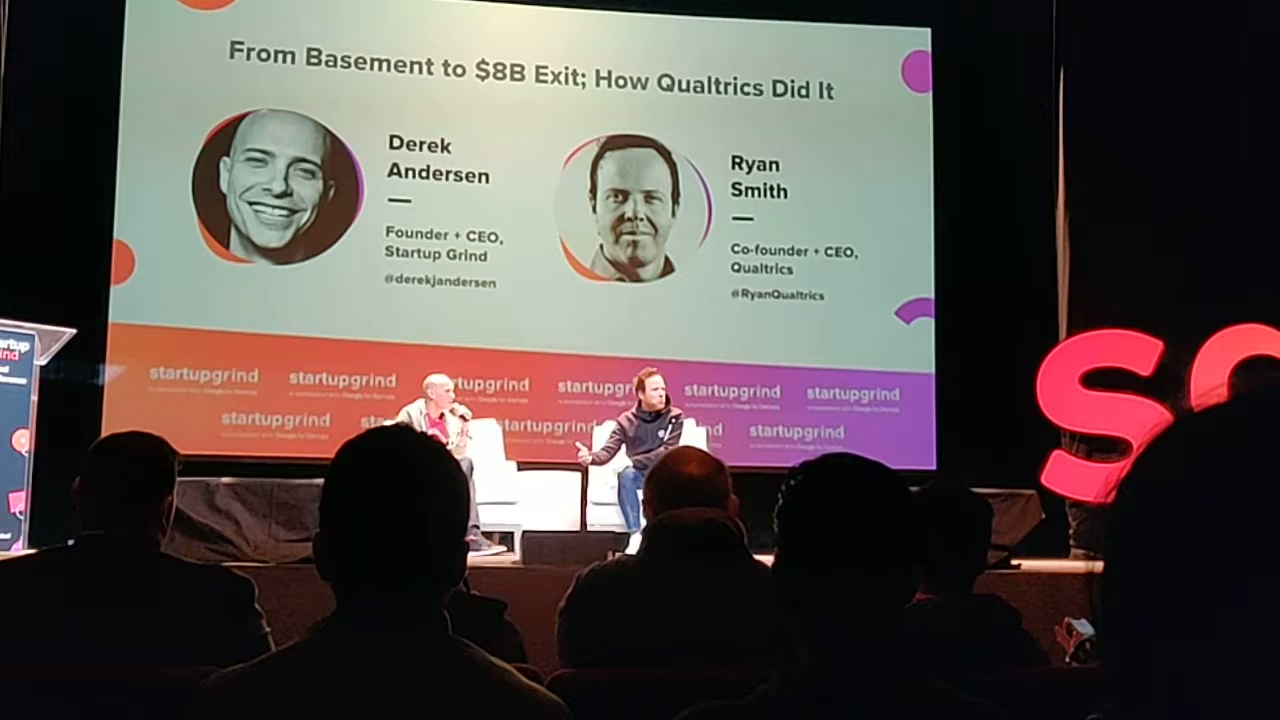 From Basement to $8B Exit; How Qualtrics Did It
Derek
Andersen
Founder + CEO,
Startup Grind
@derekjandersen
Ryan
Smith
Co-founder + CEO,
Qualtrics
@RyanQualtrics
startupgrind startupgrind startupgrind startupgrind startupgrind
startupgrind startupgrind startupgrind